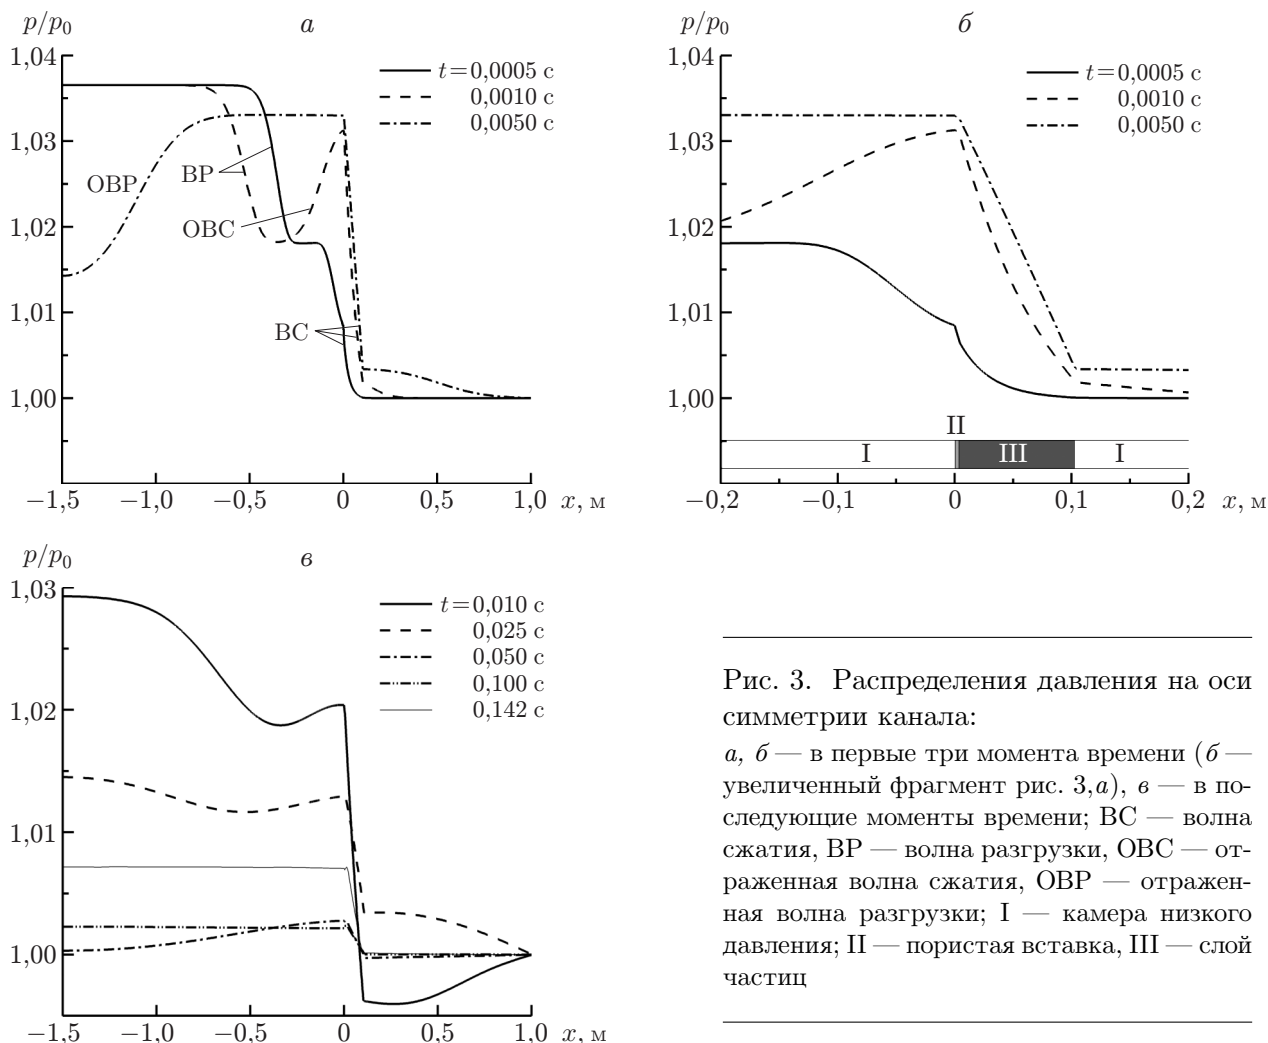 p/p₀
а
1,04
1,03
1,02
1,01
1,00
t=0,0005 с
0,0010 с
0,0050 с
ОВР
ВР
ОВС
ВС
−1,5
−1,0
−0,5
0
0,5
1,0
x, м
p/p₀
б
1,04
1,03
1,02
1,01
1,00
t=0,0005 с
0,0010 с
0,0050 с
II
I
III
I
−0,2
−0,1
0
0,1
0,2
x, м
p/p₀
в
1,03
1,02
1,01
1,00
t=0,010 с
0,025 с
0,050 с
0,100 с
0,142 с
−1,5
−1,0
−0,5
0
0,5
1,0
x, м
Рис. 3. Распределения давления на оси
симметрии канала:
а, б — в первые три момента времени (б —
увеличенный фрагмент рис. 3,а), в — в по-
следующие моменты времени; ВС — волна
сжатия, ВР — волна разгрузки, ОВС — от-
раженная волна сжатия, ОВР — отражен-
ная волна разгрузки; I — камера низкого
давления; II — пористая вставка, III — слой
частиц